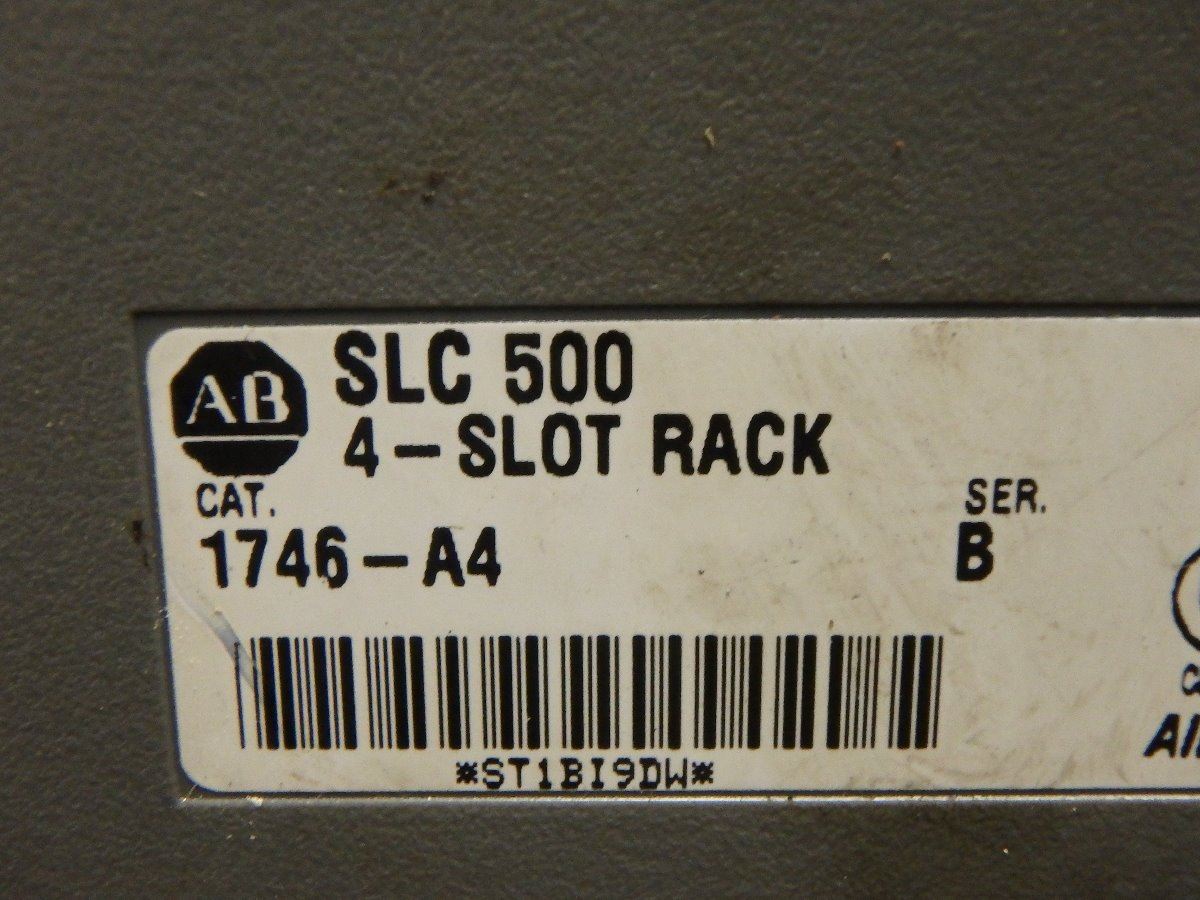 AB
SLC 500
4-SLOT RACK
CAT.
SER.
1746-A4
B
*ST1BI9DW*